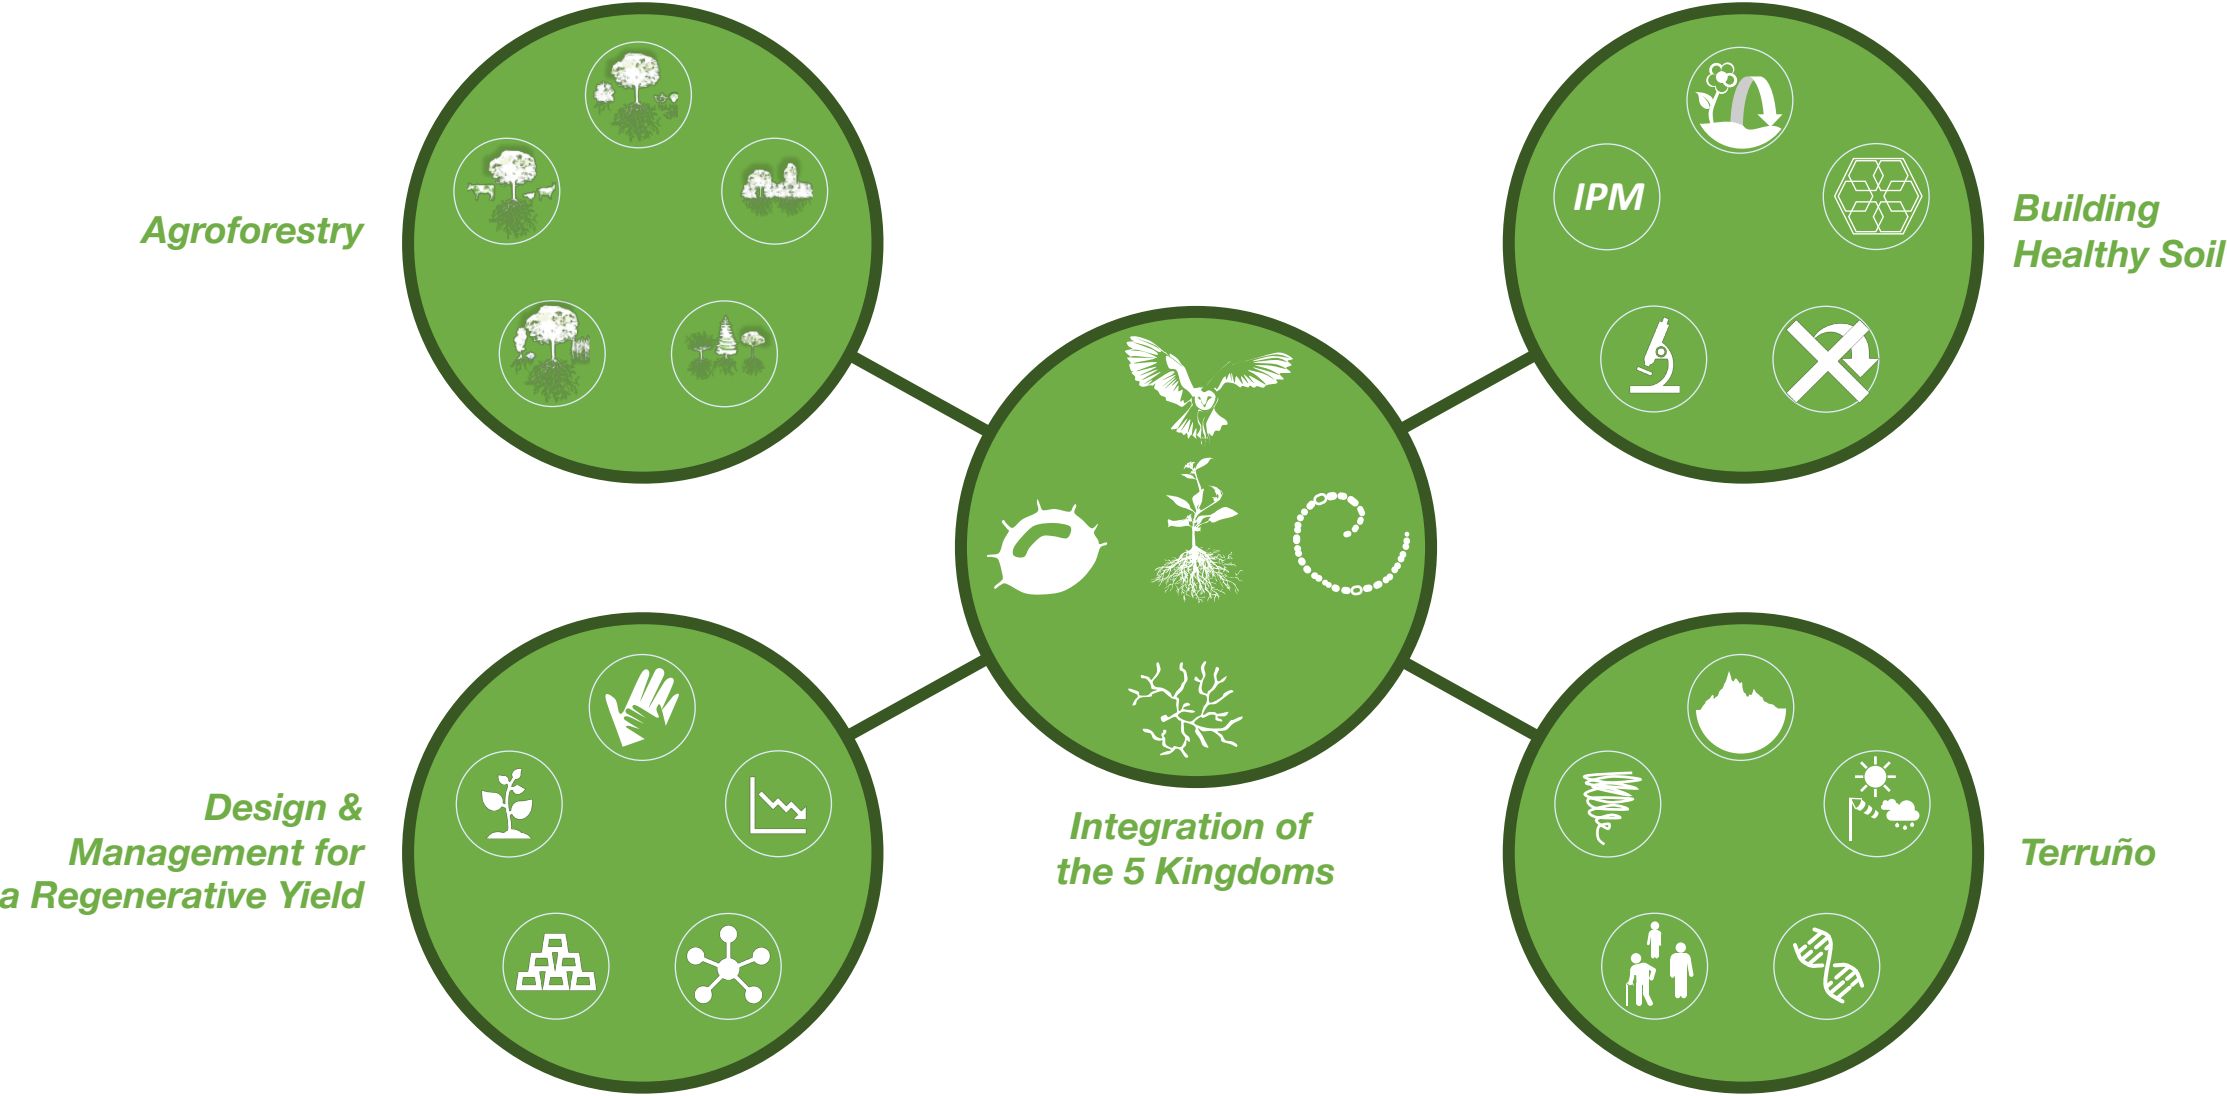 Agroforestry
IPM
Building
Healthy Soil
Design &
Management for
a Regenerative Yield
Integration of
the 5 Kingdoms
Terruño